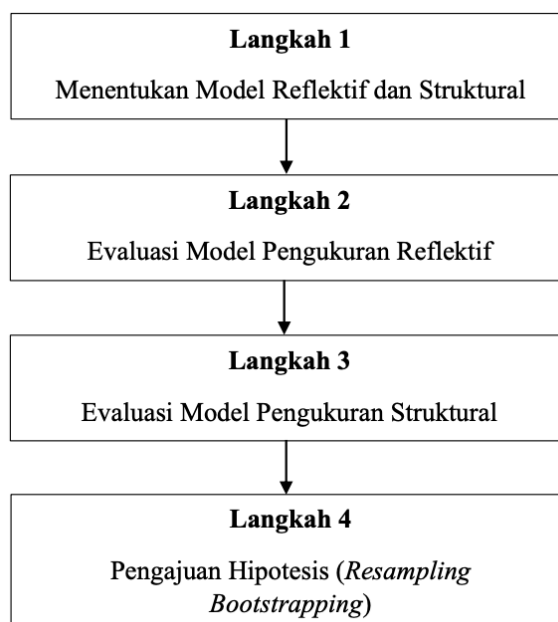 Langkah 1
Menentukan Model Reflektif dan Struktural
Langkah 2
Evaluasi Model Pengukuran Reflektif
Langkah 3
Evaluasi Model Pengukuran Struktural
Langkah 4
Pengajuan Hipotesis (Resampling
Bootstrapping)